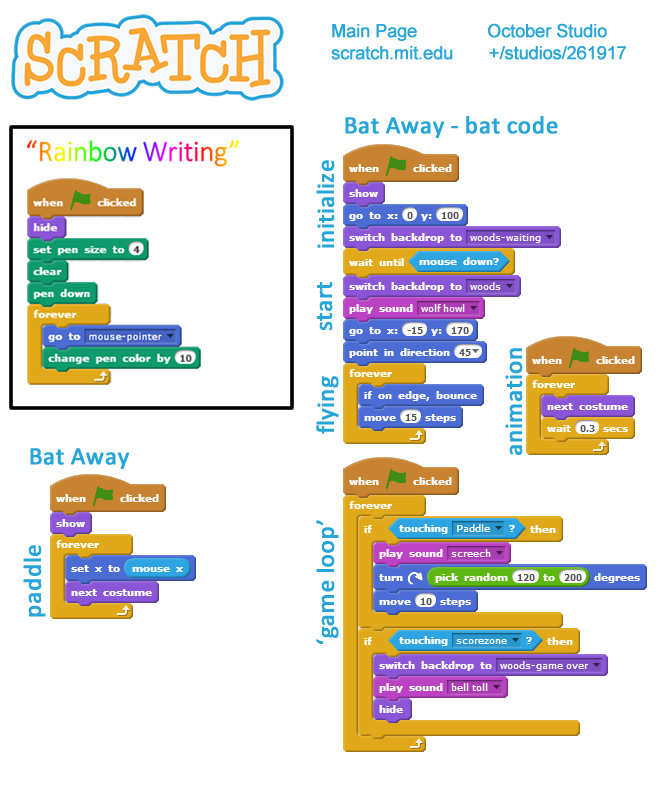 SCRATCH
Main Page
scratch.mit.edu
October Studio
+/studios/261917
“Rainbow Writing”
when clicked
hide
set pen size to 4
clear
pen down
forever
go to mouse-pointer
change pen color by 10
Bat Away
paddle
when clicked
show
forever
set x to mouse x
next costume
Bat Away - bat code
initialize
when clicked
show
go to x: 0 y: 100
switch backdrop to woods-waiting
wait until mouse down?
start
switch backdrop to woods
play sound wolf howl
go to x: -15 y: 170
point in direction 45
flying
forever
if on edge, bounce
move 15 steps
animation
when clicked
forever
next costume
wait 0.3 secs
‘game loop’
when clicked
forever
if touching Paddle ? then
play sound screech
turn pick random 120 to 200 degrees
move 10 steps
if touching scorezone ? then
switch backdrop to woods-game over
play sound bell toll
hide